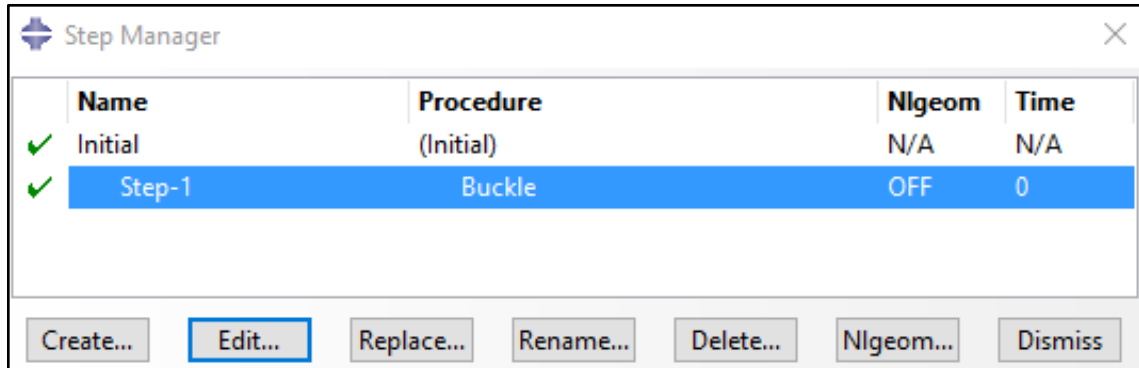 Step Manager
Name Procedure Nlgeom Time
Initial (Initial) N/A N/A
Step-1 Buckle OFF 0
Create... Edit... Replace... Rename... Delete... Nlgeom... Dismiss